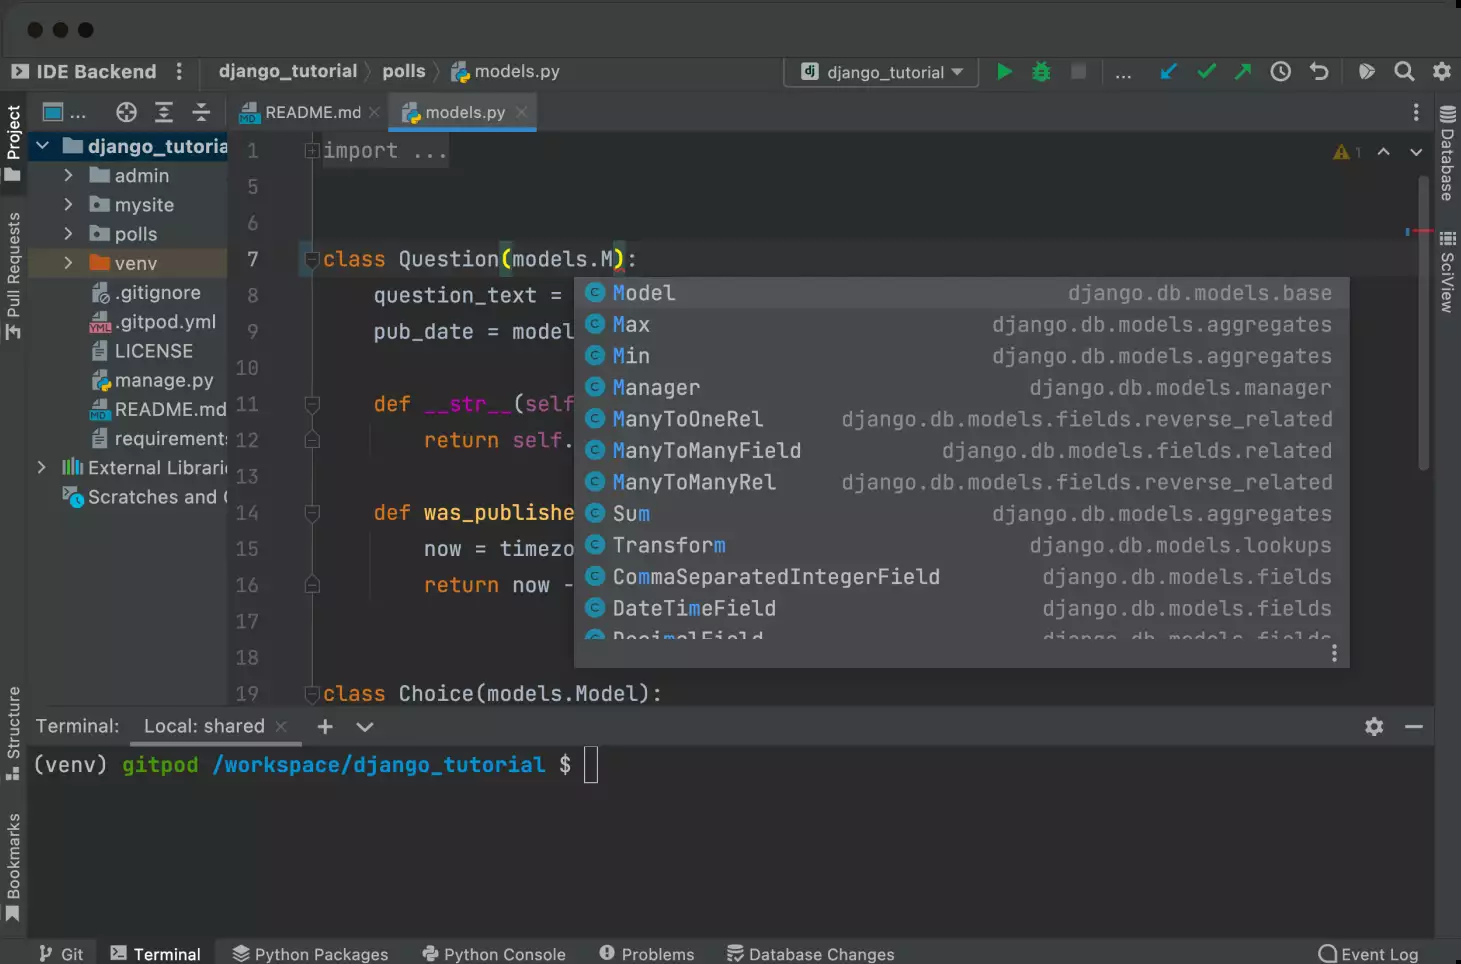 IDE Backend
django_tutorial polls models.py
django_tutorial
...
Project
Pull Requests
Structure
Bookmarks
...
README.md
models.py
django_tutoria
admin
mysite
polls
venv
.gitignore
.gitpod.yml
LICENSE
manage.py
README.md
requirements
External Librari
Scratches and
1 import ...
5
6
7 class Question(models.M):
8 question_text =
9 pub_date = model
10
11 def __str__(self
12 return self.
13
14 def was_publishe
15 now = timezo
16 return now -
17
18
19 class Choice(models.Model):
1
Model django.db.models.base
Max django.db.models.aggregates
Min django.db.models.aggregates
Manager django.db.models.manager
ManyToOneRel django.db.models.fields.reverse_related
ManyToManyField django.db.models.fields.related
ManyToManyRel django.db.models.fields.reverse_related
Sum django.db.models.aggregates
Transform django.db.models.lookups
CommaSeparatedIntegerField django.db.models.fields
DateTimeField django.db.models.fields
DecimalField django.db.models.fields
Database
SciView
Terminal: Local: shared
(venv) gitpod /workspace/django_tutorial $
Git Terminal Python Packages Python Console Problems Database Changes Event Log